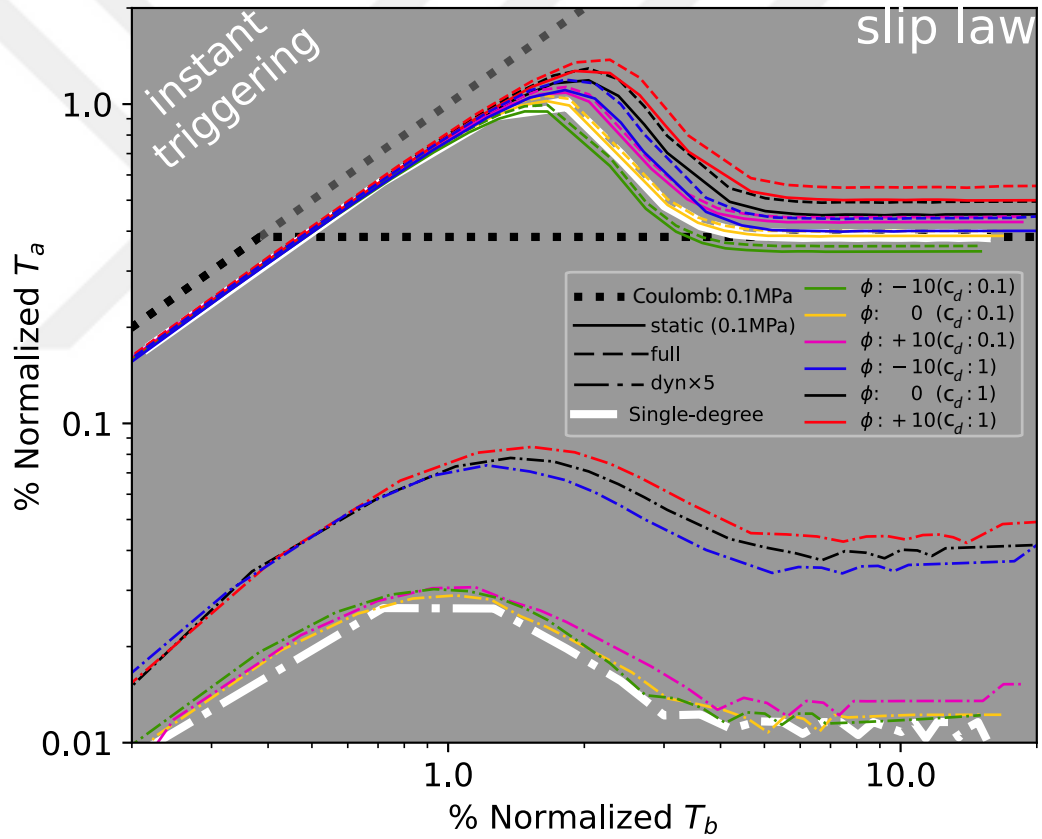 slip law
instant
triggering
1.0
0.1
0.01
% Normalized Tₐ
Coulomb: 0.1MPa
static (0.1MPa)
full
dyn×5
Single-degree
ϕ: −10(c_d: 0.1)
ϕ: 0 (c_d: 0.1)
ϕ: +10(c_d: 0.1)
ϕ: −10(c_d: 1)
ϕ: 0 (c_d: 1)
ϕ: +10(c_d: 1)
1.0
10.0
% Normalized T_b